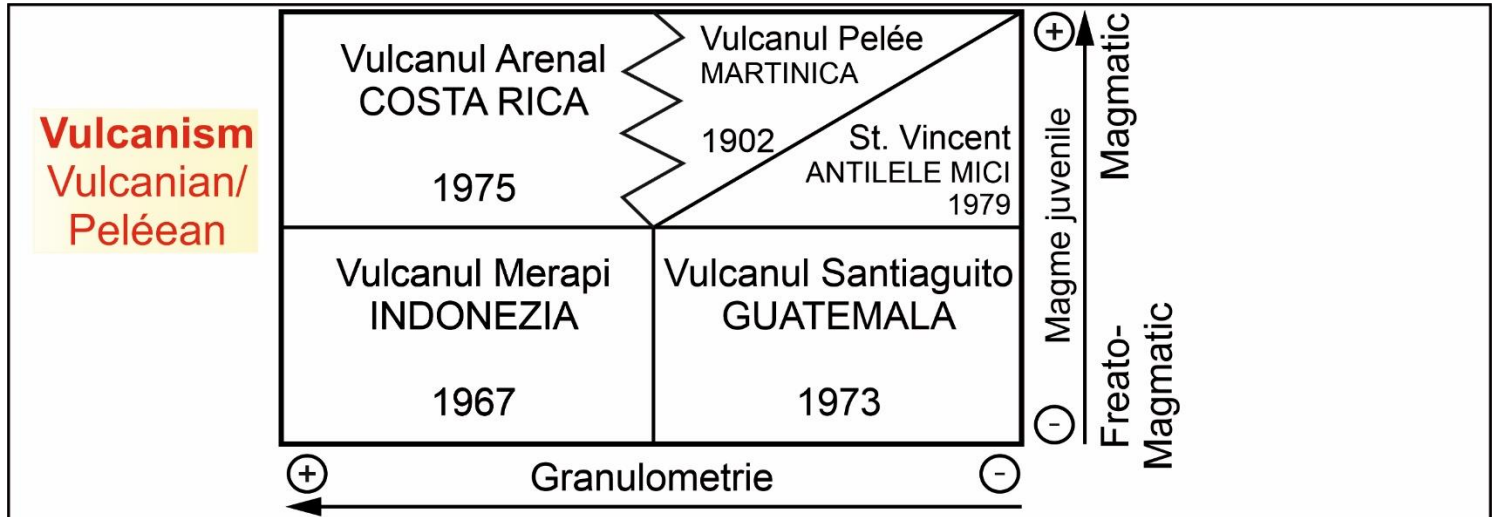 Vulcanism
Vulcanian/
Peléean
Vulcanul Arenal
COSTA RICA
1975
Vulcanul Pelée
MARTINICA
1902
St. Vincent
ANTILELE MICI
1979
Vulcanul Merapi
INDONEZIA
1967
Vulcanul Santiaguito
GUATEMALA
1973
+
Magme juvenile
-
Magmatic
Freato-
Magmatic
+
Granulometrie
-